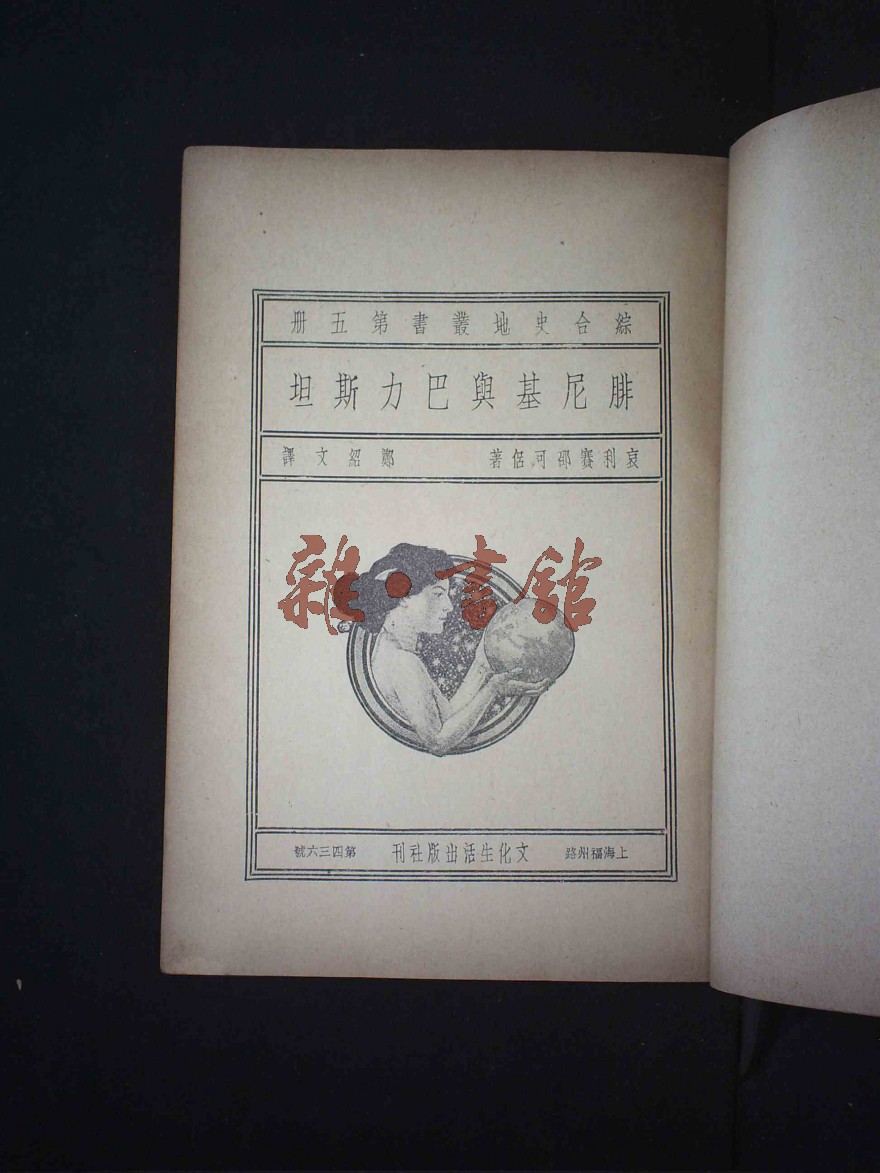 綜合史地叢書第五册
腓尼基與巴力斯坦
哀利賽邵可侶著 鄭紹文譯
雜·書舘
上海福州路 文化生活出版社刊 第四三六號